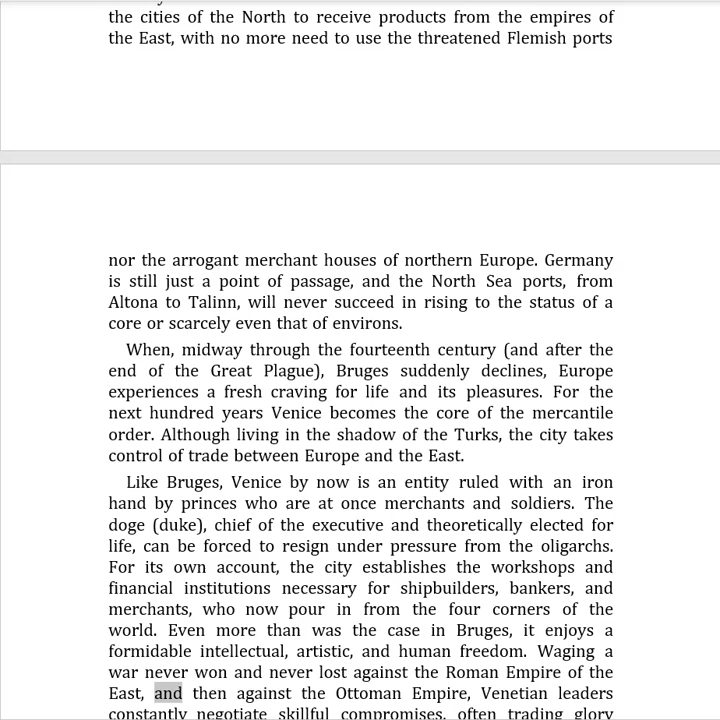 the cities of the North to receive products from the empires of
the East, with no more need to use the threatened Flemish ports
nor the arrogant merchant houses of northern Europe. Germany
is still just a point of passage, and the North Sea ports, from
Altona to Talinn, will never succeed in rising to the status of a
core or scarcely even that of environs.
When, midway through the fourteenth century (and after the
end of the Great Plague), Bruges suddenly declines, Europe
experiences a fresh craving for life and its pleasures. For the
next hundred years Venice becomes the core of the mercantile
order. Although living in the shadow of the Turks, the city takes
control of trade between Europe and the East.
Like Bruges, Venice by now is an entity ruled with an iron
hand by princes who are at once merchants and soldiers. The
doge (duke), chief of the executive and theoretically elected for
life, can be forced to resign under pressure from the oligarchs.
For its own account, the city establishes the workshops and
financial institutions necessary for shipbuilders, bankers, and
merchants, who now pour in from the four corners of the
world. Even more than was the case in Bruges, it enjoys a
formidable intellectual, artistic, and human freedom. Waging a
war never won and never lost against the Roman Empire of the
East, and then against the Ottoman Empire, Venetian leaders
constantly negotiate skillful compromises, often trading glory